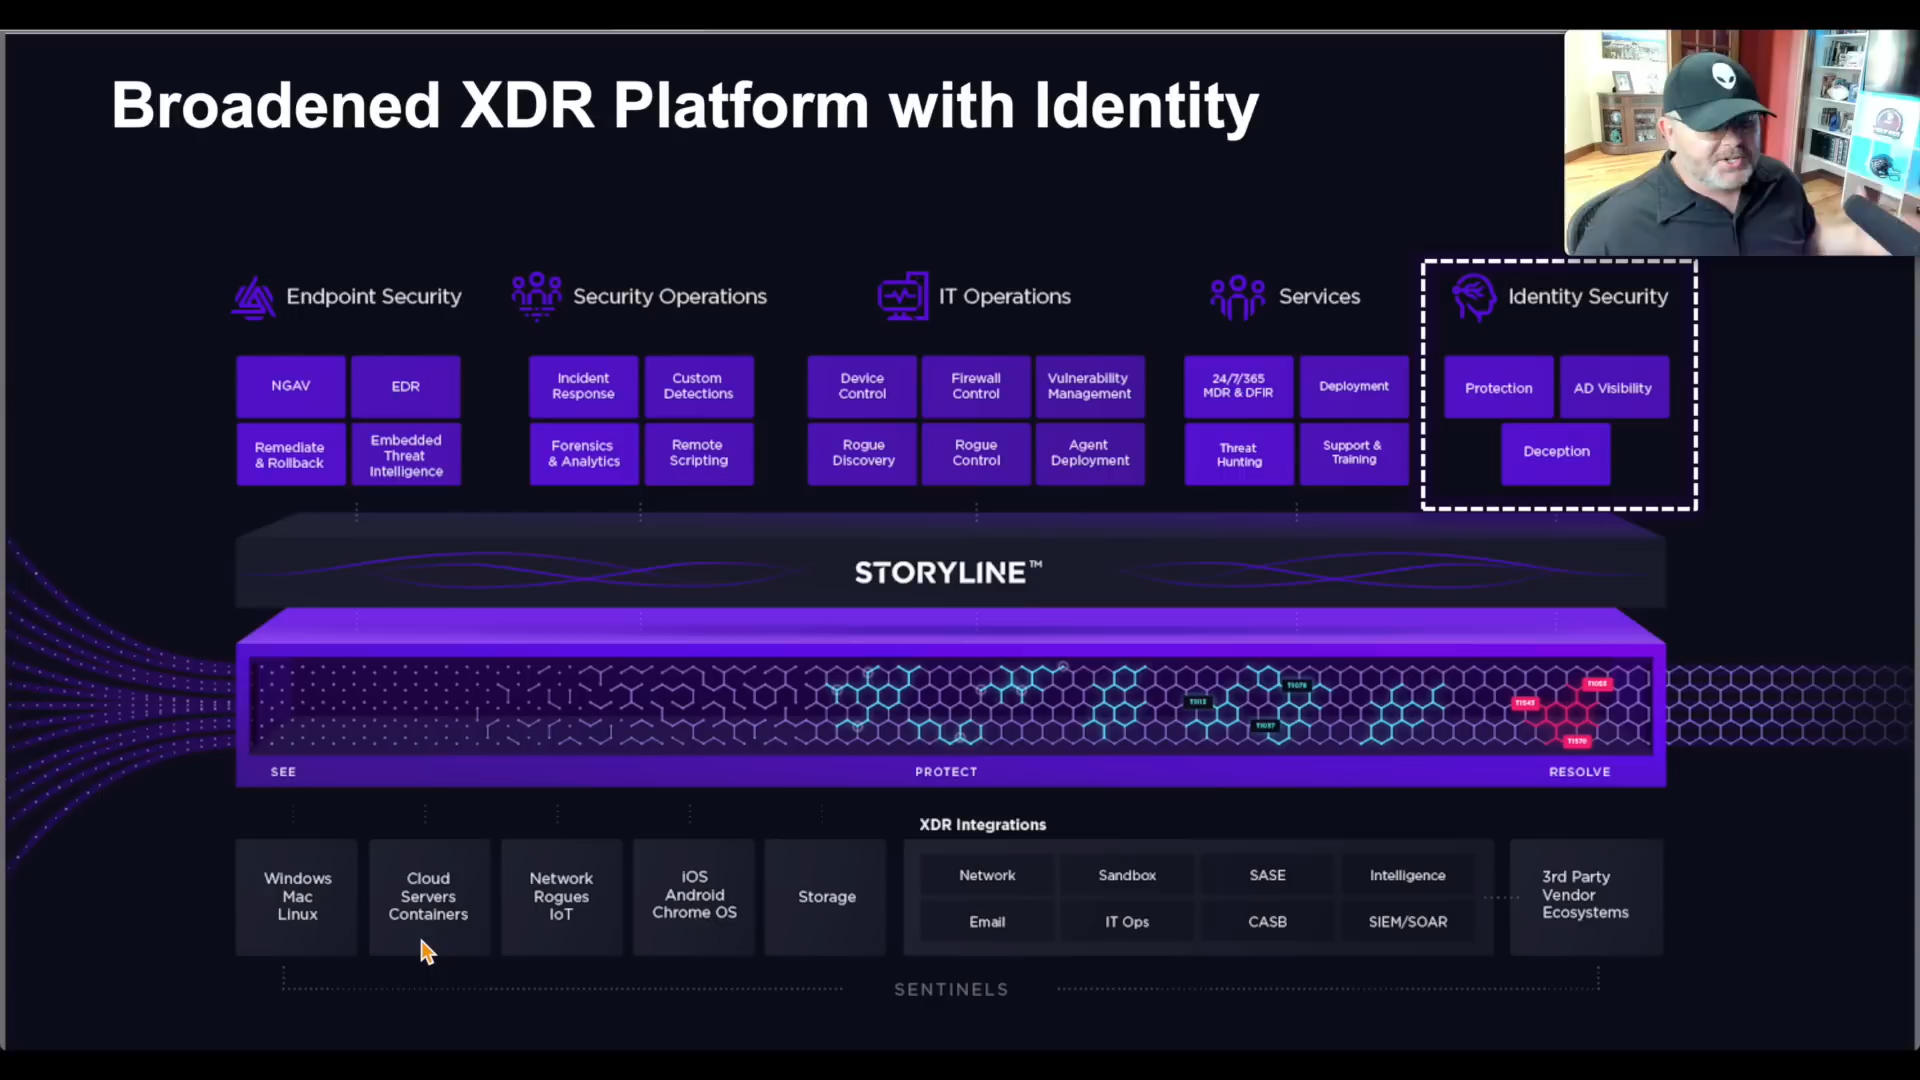 Broadened XDR Platform with Identity
Endpoint Security
Security Operations
IT Operations
Services
Identity Security
NGAV
EDR
Remediate
& Rollback
Embedded
Threat
Intelligence
Incident
Response
Custom
Detections
Forensics
& Analytics
Remote
Scripting
Device
Control
Firewall
Control
Vulnerability
Management
Rogue
Discovery
Rogue
Control
Agent
Deployment
24/7/365
MDR & DFIR
Deployment
Threat
Hunting
Support &
Training
Protection
AD Visibility
Deception
STORYLINE™
T1078
T1055
SEE
PROTECT
RESOLVE
XDR Integrations
Windows
Mac
Linux
Cloud
Servers
Containers
Network
Rogues
IoT
iOS
Android
Chrome OS
Storage
Network
Sandbox
SASE
Intelligence
Email
IT Ops
CASB
SIEM/SOAR
3rd Party
Vendor
Ecosystems
SENTINELS